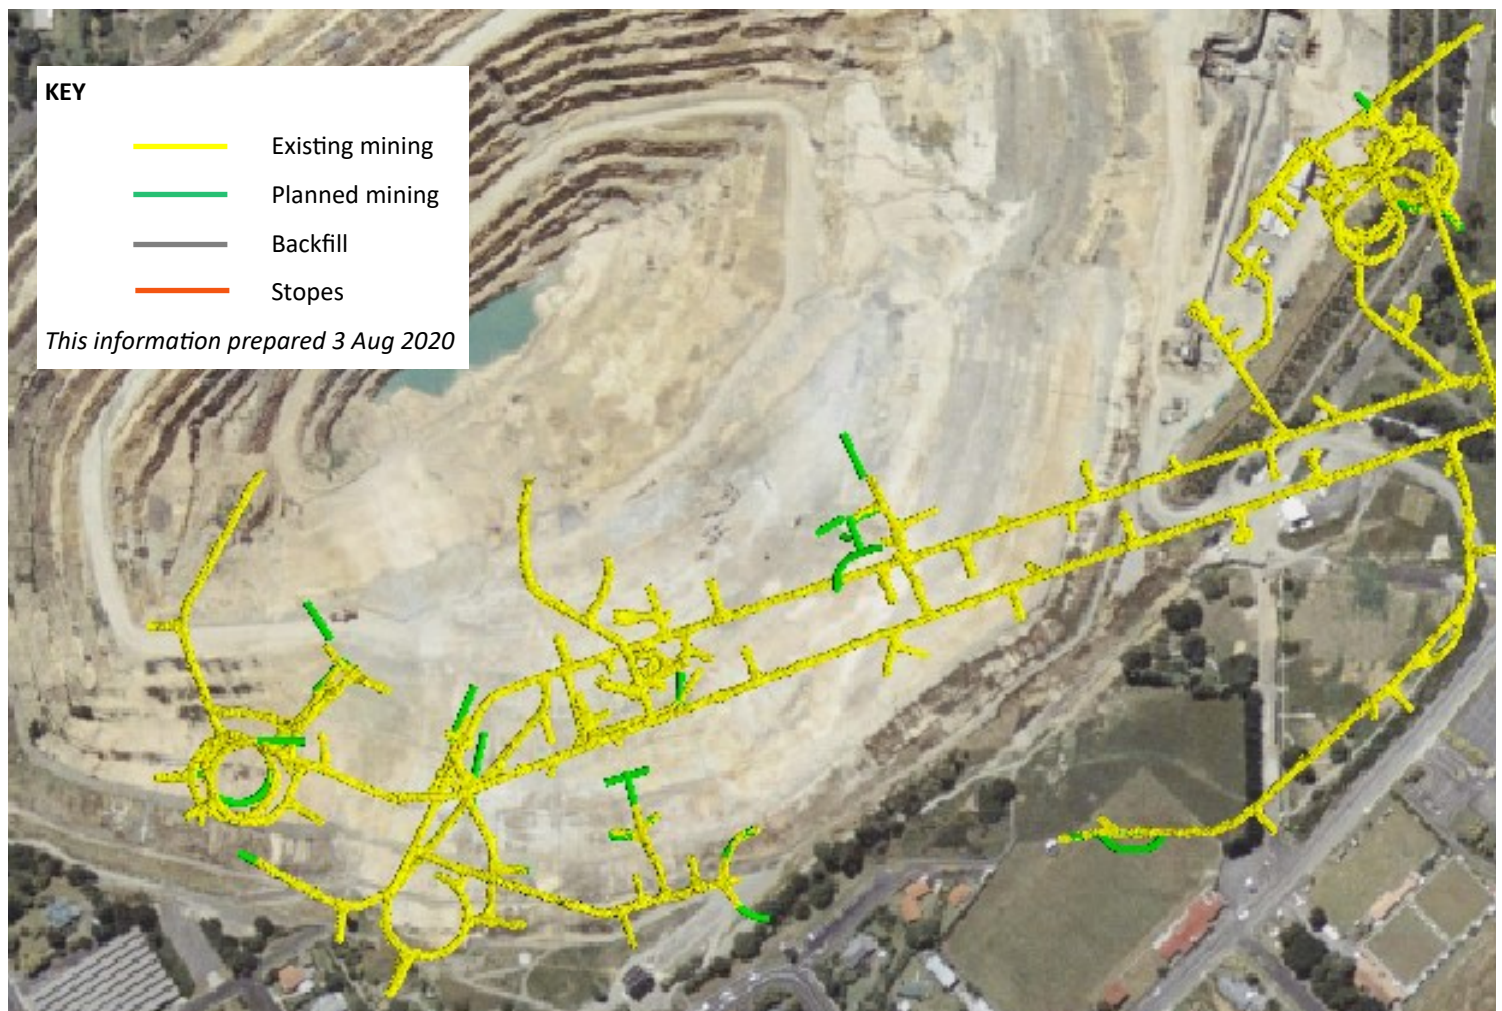 KEY
Existing mining
Planned mining
Backfill
Stopes
This information prepared 3 Aug 2020